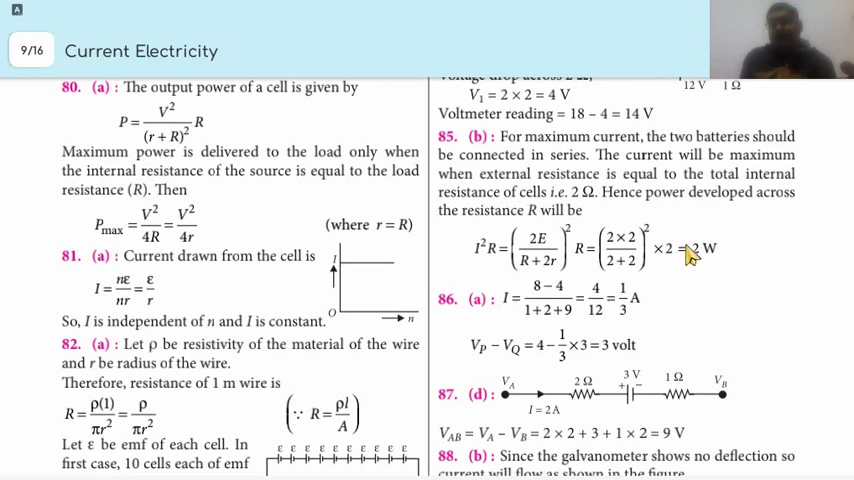 A
9/16
Current Electricity
80. (a) : The output power of a cell is given by
P = V² / (r + R)² R
Maximum power is delivered to the load only when
the internal resistance of the source is equal to the load
resistance (R). Then
Pmax = V²/4R = V²/4r (where r = R)
81. (a) : Current drawn from the cell is
I = nε/nr = ε/r
So, I is independent of n and I is constant.
I
O
n
82. (a) : Let ρ be resistivity of the material of the wire
and r be radius of the wire.
Therefore, resistance of 1 m wire is
R = ρ(1)/πr² = ρ/πr² (∵ R = ρl/A)
Let ε be emf of each cell. In
first case, 10 cells each of emf
ε ε ε ε ε ε ε ε ε ε
12 V 1 Ω
V₁ = 2 × 2 = 4 V
Voltmeter reading = 18 – 4 = 14 V
85. (b) : For maximum current, the two batteries should
be connected in series. The current will be maximum
when external resistance is equal to the total internal
resistance of cells i.e. 2 Ω. Hence power developed across
the resistance R will be
I²R = (2E/(R + 2r))² R = ((2 × 2)/(2 + 2))² × 2 = 2 W
86. (a) : I = (8 – 4)/(1 + 2 + 9) = 4/12 = 1/3 A
VP – VQ = 4 – 1/3 × 3 = 3 volt
87. (d) : VA 2 Ω 3 V 1 Ω VB
+ –
I = 2A
VAB = VA – VB = 2 × 2 + 3 + 1 × 2 = 9 V
88. (b) : Since the galvanometer shows no deflection so
current will flow as shown in the figure.